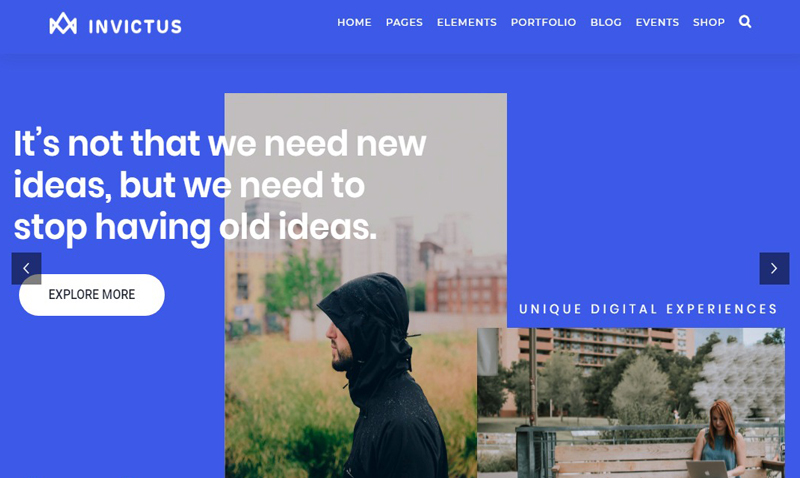 INVICTUS
HOME PAGES ELEMENTS PORTFOLIO BLOG EVENTS SHOP
It's not that we need new
ideas, but we need to
stop having old ideas.
EXPLORE MORE
UNIQUE DIGITAL EXPERIENCES